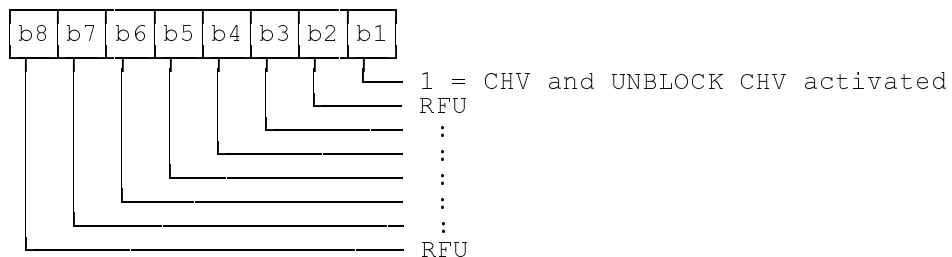 b8 b7 b6 b5 b4 b3 b2 b1
1 = CHV and UNBLOCK CHV activated
RFU
:
:
:
:
:
RFU